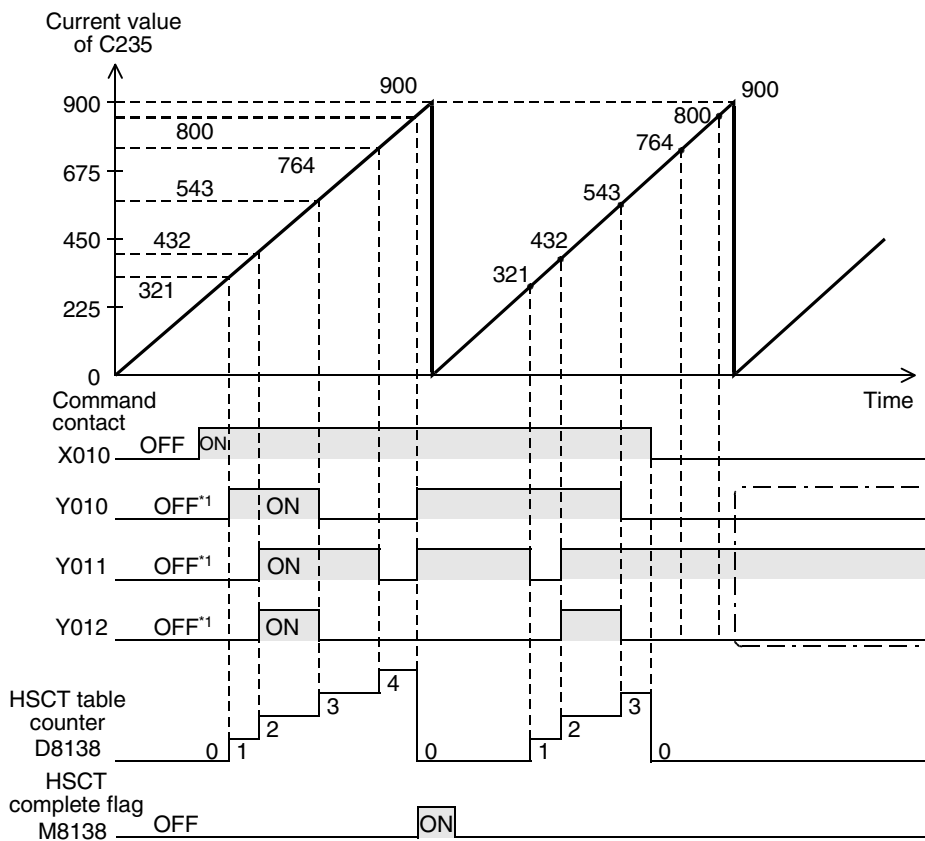 Current value
of C235
900
900
900
800
800
764
764
675
543
543
450
432
432
321
321
225
0
Command
contact
Time
X010 OFF ON
Y010 OFF*1 ON
Y011 OFF*1 ON
Y012 OFF*1 ON
HSCT table
counter
D8138
0 1 2 3 4 0 1 2 3 0
HSCT
complete flag
M8138 OFF ON